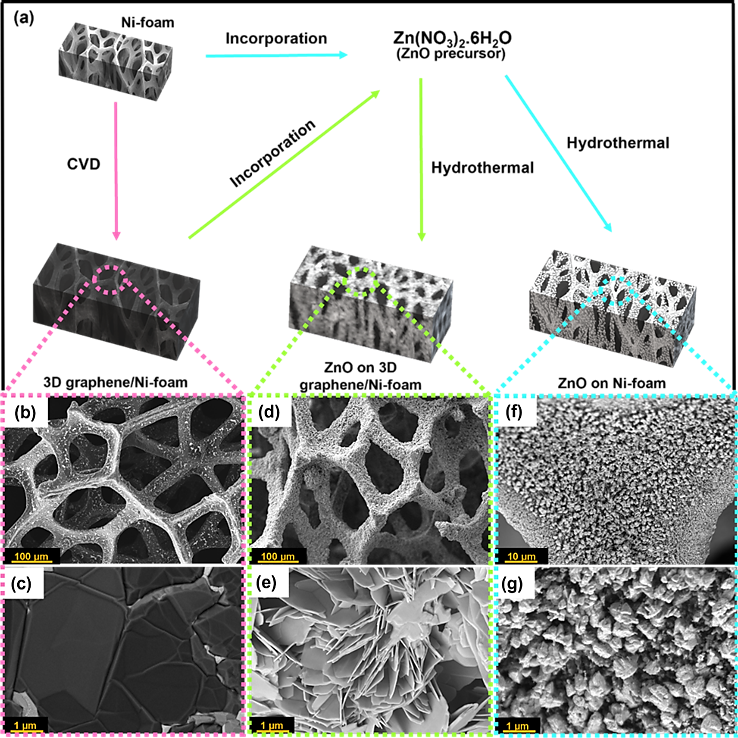 (a)
Ni-foam
Incorporation
Zn(NO₃)₂.6H₂O
(ZnO precursor)
CVD
Incorporation
Hydrothermal
Hydrothermal
3D graphene/Ni-foam
ZnO on 3D
graphene/Ni-foam
ZnO on Ni-foam
(b)
100 µm
(d)
100 µm
(f)
10 µm
(c)
1 µm
(e)
1 µm
(g)
1 µm